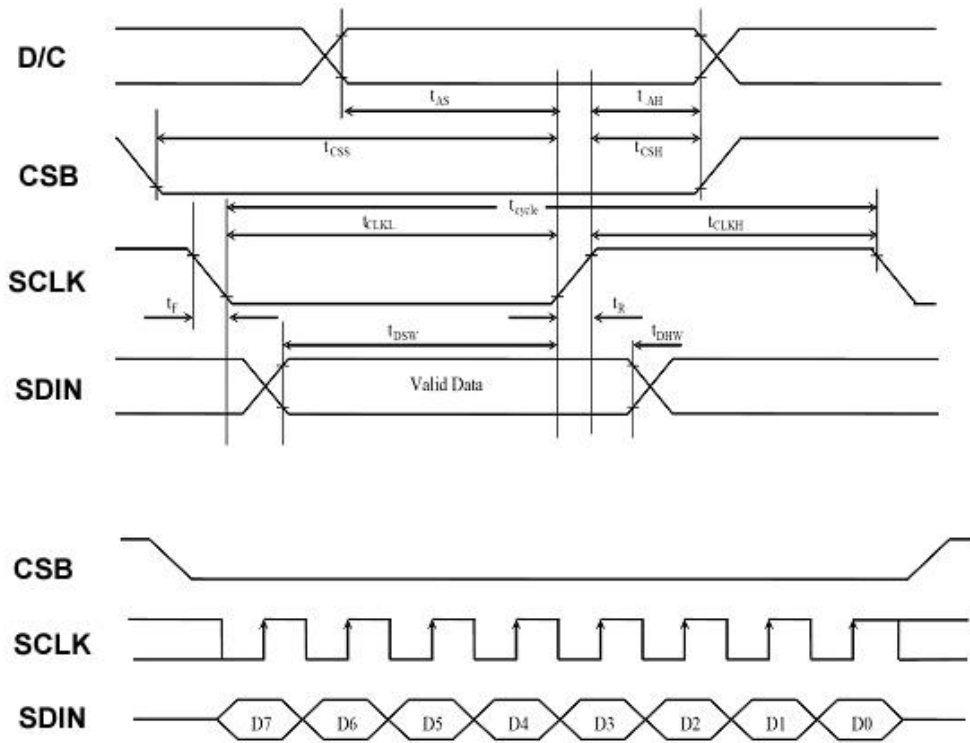 D/C
t_AS
t_AH
t_CSS
t_CSH
CSB
t_cycle
t_CLKL
t_CLKH
SCLK
t_F
t_R
t_DSW
t_DHW
SDIN
Valid Data
CSB
SCLK
SDIN
D7 D6 D5 D4 D3 D2 D1 D0